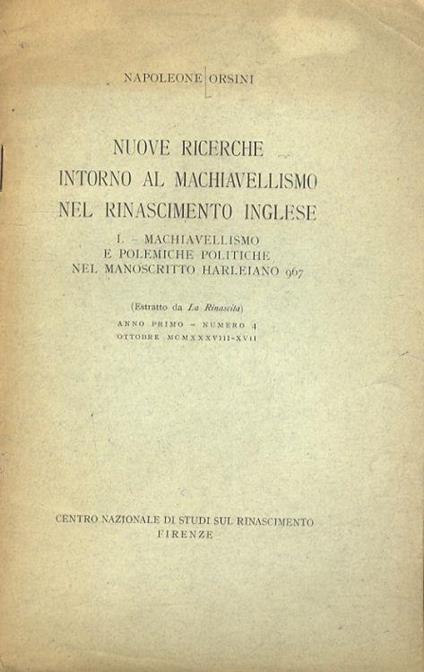 NAPOLEONE ORSINI
NUOVE RICERCHE
INTORNO AL MACHIAVELLISMO
NEL RINASCIMENTO INGLESE
I. - MACHIAVELLISMO
E POLEMICHE POLITICHE
NEL MANOSCRITTO HARLEIANO 967
(Estratto da La Rinascita)
ANNO PRIMO - NUMERO 4
OTTOBRE MCMXXXVIII-XVII
CENTRO NAZIONALE DI STUDI SUL RINASCIMENTO
FIRENZE